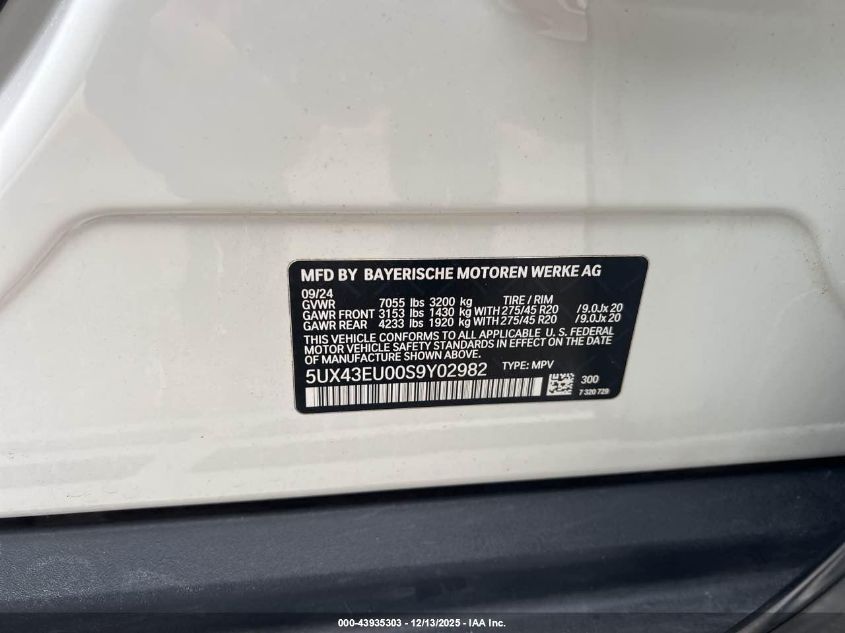 MFD BY BAYERISCHE MOTOREN WERKE AG
09/24
GVWR 7055 lbs 3200 kg TIRE / RIM
GAWR FRONT 3153 lbs 1430 kg WITH 275/45 R20 / 9.0Jx 20
GAWR REAR 4233 lbs 1920 kg WITH 275/45 R20 / 9.0Jx 20
THIS VEHICLE CONFORMS TO ALL APPLICABLE U. S. FEDERAL
MOTOR VEHICLE SAFETY STANDARDS IN EFFECT ON THE DATE OF
MANUFACTURE SHOWN ABOVE.
5UX43EU00S9Y02982 TYPE: MPV
300
7 320 729
000-43935303 - 12/13/2025 - IAA Inc.